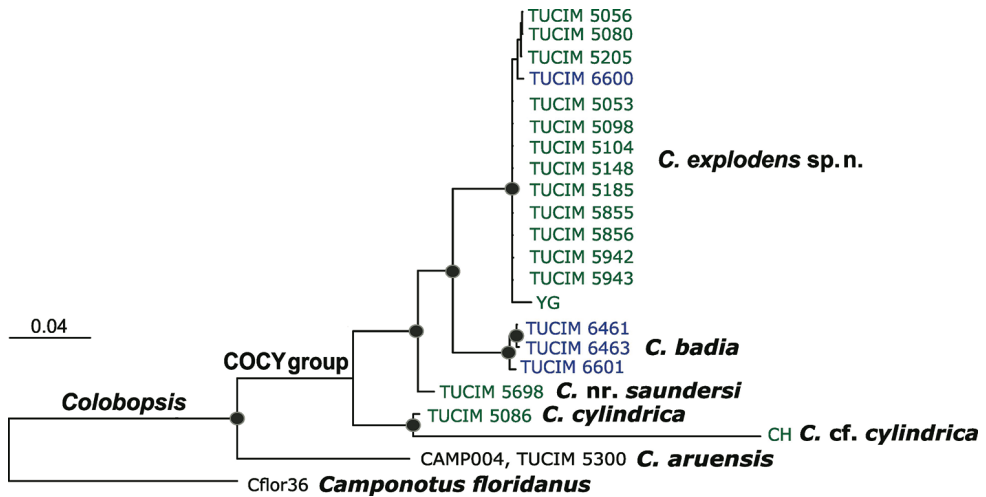 TUCIM 5056
TUCIM 5080
TUCIM 5205
TUCIM 6600
TUCIM 5053
TUCIM 5098
TUCIM 5104
TUCIM 5148
C. explodens sp.n.
TUCIM 5185
TUCIM 5855
TUCIM 5856
TUCIM 5942
TUCIM 5943
YG
0.04
TUCIM 6461
TUCIM 6463 C. badia
TUCIM 6601
COCY group
TUCIM 5698 C. nr. saundersi
Colobopsis
TUCIM 5086 C. cylindrica
CH C. cf. cylindrica
CAMP004, TUCIM 5300 C. aruensis
Cflor36 Camponotus floridanus